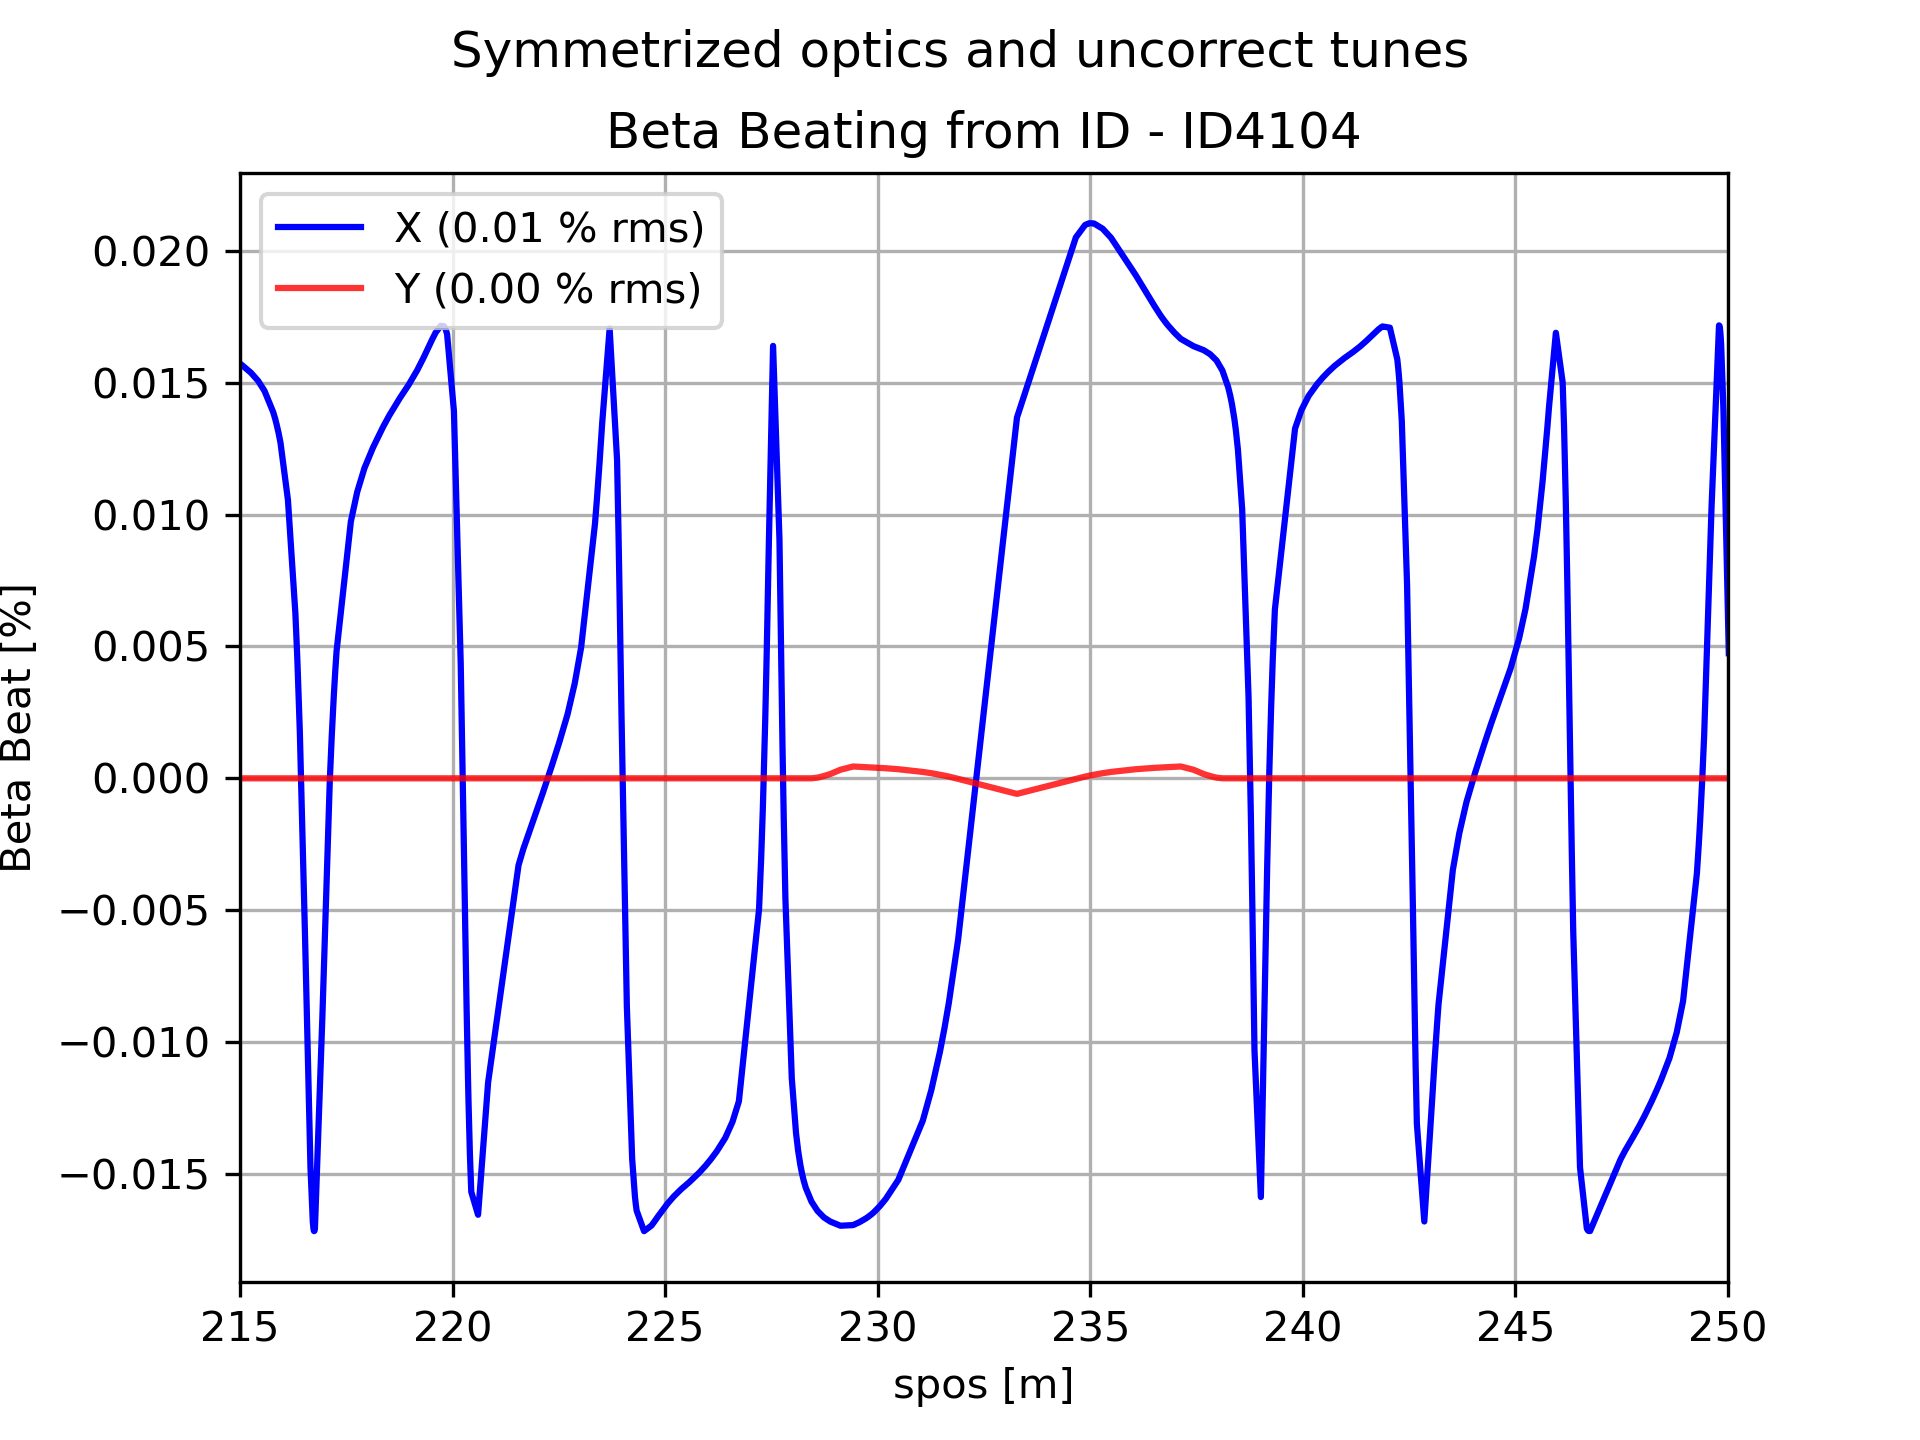 Symmetrized optics and uncorrect tunes
Beta Beating from ID - ID4104
X (0.01 % rms)
Y (0.00 % rms)
0.020
0.015
0.010
0.005
0.000
−0.005
−0.010
−0.015
Beta Beat [%]
215 220 225 230 235 240 245 250
spos [m]